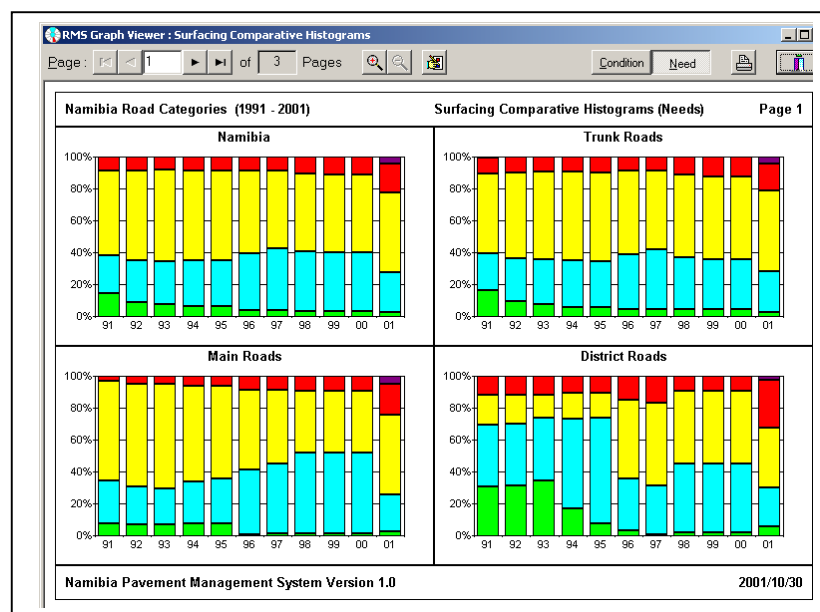 RMS Graph Viewer : Surfacing Comparative Histograms
Page : 1 of 3 Pages Condition Need
Namibia Road Categories (1991 - 2001) Surfacing Comparative Histograms (Needs) Page 1
Namibia Trunk Roads
100% 100%
80% 80%
60% 60%
40% 40%
20% 20%
0% 0%
91 92 93 94 95 96 97 98 99 00 01 91 92 93 94 95 96 97 98 99 00 01
Main Roads District Roads
100% 100%
80% 80%
60% 60%
40% 40%
20% 20%
0% 0%
91 92 93 94 95 96 97 98 99 00 01 91 92 93 94 95 96 97 98 99 00 01
Namibia Pavement Management System Version 1.0 2001/10/30